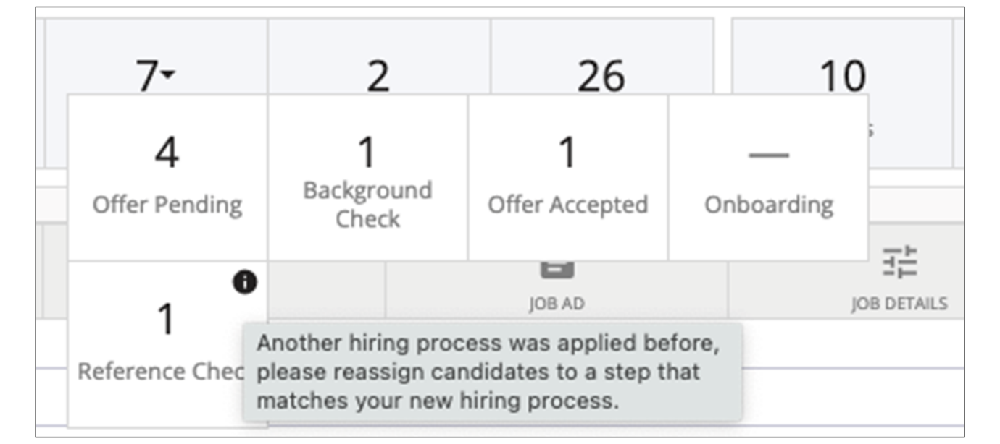 7
2
26
10
4
1
1
—
Offer Pending
Background
Check
Offer Accepted
Onboarding
1
Reference Chec
JOB AD
JOB DETAILS
Another hiring process was applied before,
please reassign candidates to a step that
matches your new hiring process.